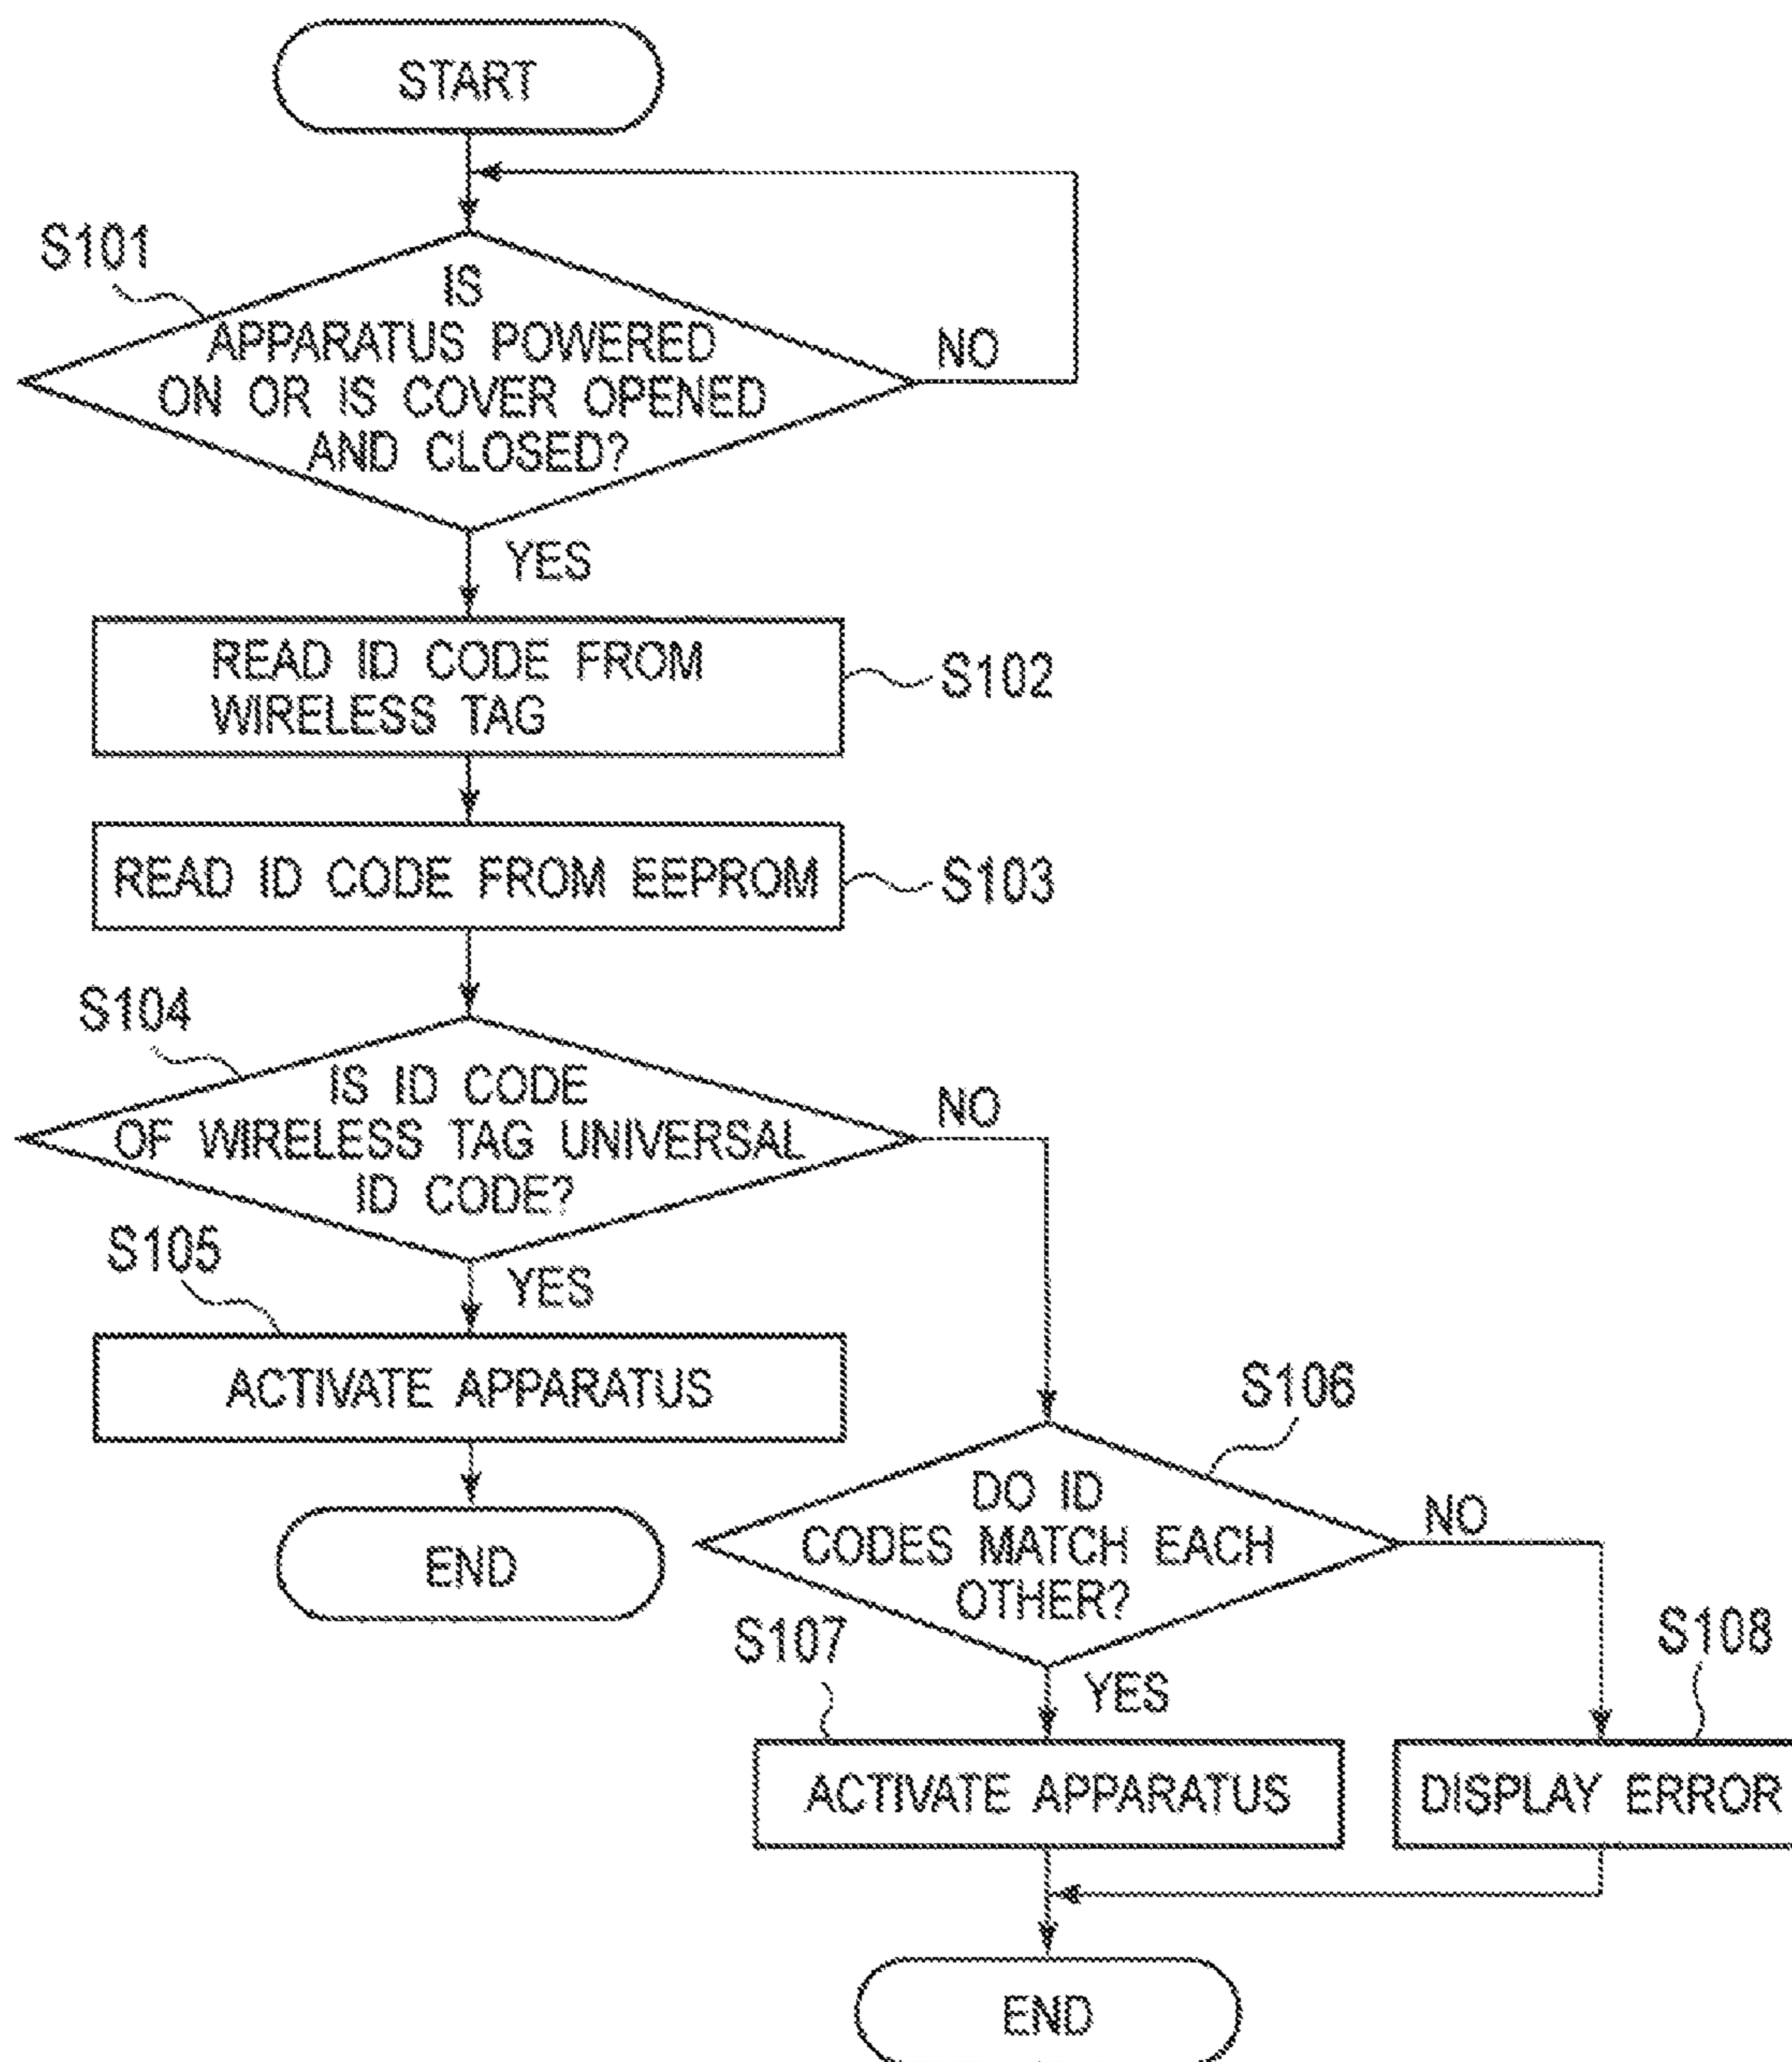 START
S101
IS
APPARATUS POWERED
ON OR IS COVER OPENED
AND CLOSED?
NO
YES
READ ID CODE FROM
WIRELESS TAG
S102
READ ID CODE FROM EEPROM
S103
S104
IS ID CODE
OF WIRELESS TAG UNIVERSAL
ID CODE?
NO
YES
S105
ACTIVATE APPARATUS
END
S106
DO ID
CODES MATCH EACH
OTHER?
NO
YES
S107
ACTIVATE APPARATUS
S108
DISPLAY ERROR
END